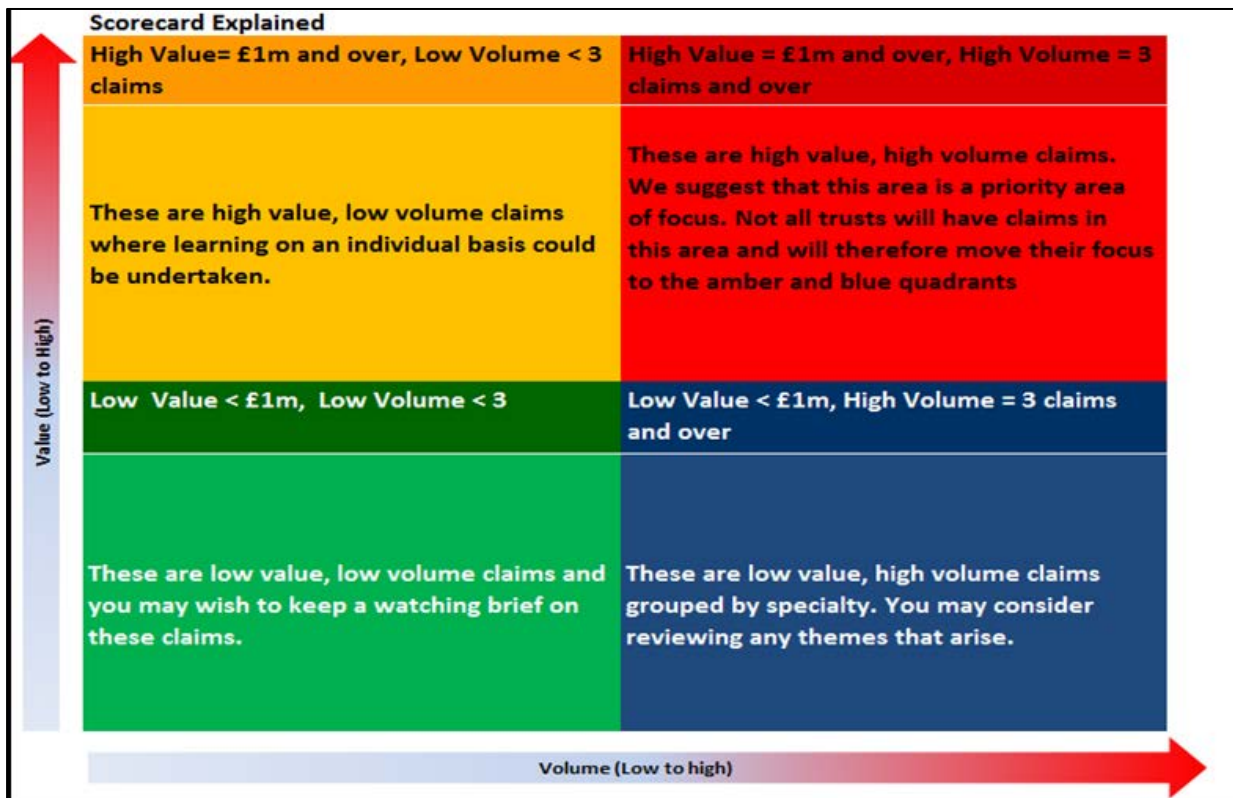 Scorecard Explained
High Value= £1m and over, Low Volume < 3
claims
High Value = £1m and over, High Volume = 3
claims and over
These are high value, low volume claims
where learning on an individual basis could
be undertaken.
These are high value, high volume claims.
We suggest that this area is a priority area
of focus. Not all trusts will have claims in
this area and will therefore move their focus
to the amber and blue quadrants
Value (Low to High)
Low  Value < £1m,  Low Volume < 3
Low Value < £1m, High Volume = 3 claims
and over
These are low value, low volume claims and
you may wish to keep a watching brief on
these claims.
These are low value, high volume claims
grouped by specialty. You may consider
reviewing any themes that arise.
Volume (Low to high)